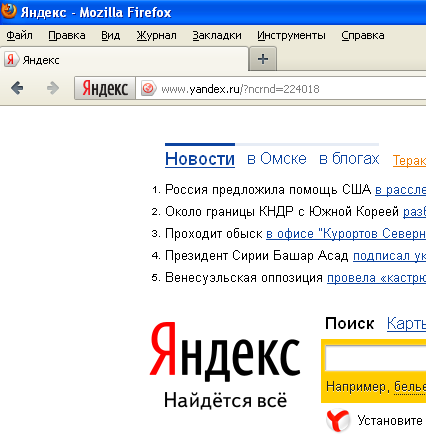 Яндекс - Mozilla Firefox
Файл Правка Вид Журнал Закладки Инструменты Справка
Яндекс
Яндекс www.yandex.ru/?ncrnd=224018
Новости в Омске в блогах Терак
1. Россия предложила помощь США в рассле
2. Около границы КНДР с Южной Кореей разб
3. Проходит обыск в офисе "Курортов Северн
4. Президент Сирии Башар Асад подписал ук
5. Венесуэльская оппозиция провела «кастрю
Поиск Карты
Яндекс
Найдётся всё
Например, белье
Установите